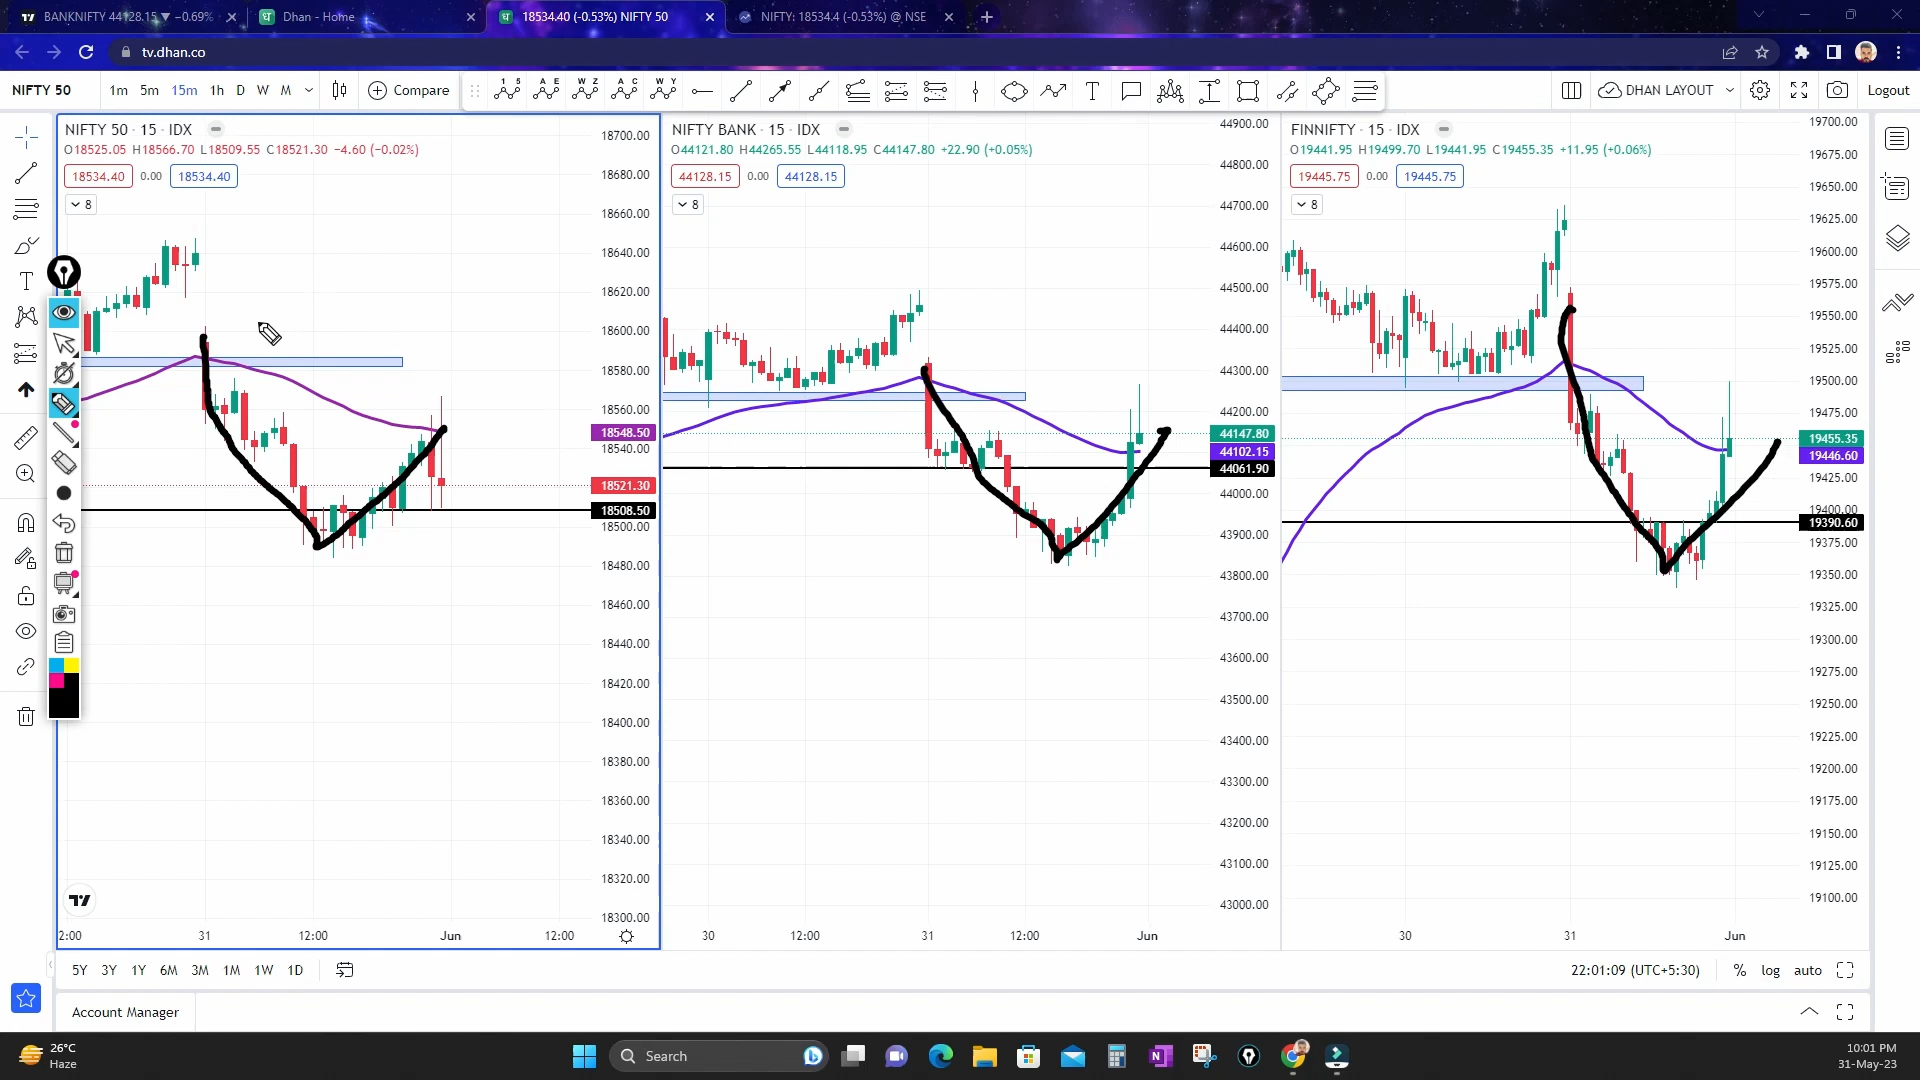 BANKNIFTY 44128.15 ▼ −0.69%
Dhan - Home
18534.40 (-0.53%) NIFTY 50
NIFTY: 18534.4 (-0.53%) @ NSE
tv.dhan.co
NIFTY 50 1m 5m 15m 1h D W M Compare
DHAN LAYOUT Logout
NIFTY 50 · 15 · IDX
O18525.05 H18566.70 L18509.55 C18521.30 −4.60 (−0.02%)
18534.40 0.00 18534.40
8
18700.00
18680.00
18660.00
18640.00
18620.00
18600.00
18580.00
18560.00
18548.50
18540.00
18521.30
18508.50
18500.00
18480.00
18460.00
18440.00
18420.00
18400.00
18380.00
18360.00
18340.00
18320.00
18300.00
2:00 31 12:00 Jun 12:00
NIFTY BANK · 15 · IDX
O44121.80 H44265.55 L44118.95 C44147.80 +22.90 (+0.05%)
44128.15 0.00 44128.15
8
44900.00
44800.00
44700.00
44600.00
44500.00
44400.00
44300.00
44200.00
44147.80
44102.15
44061.90
44000.00
43900.00
43800.00
43700.00
43600.00
43500.00
43400.00
43300.00
43200.00
43100.00
43000.00
30 12:00 31 12:00 Jun
FINNIFTY · 15 · IDX
O19441.95 H19499.70 L19441.95 C19455.35 +11.95 (+0.06%)
19445.75 0.00 19445.75
8
19700.00
19675.00
19650.00
19625.00
19600.00
19575.00
19550.00
19525.00
19500.00
19475.00
19455.35
19446.60
19425.00
19400.00
19390.60
19375.00
19350.00
19325.00
19300.00
19275.00
19250.00
19225.00
19200.00
19175.00
19150.00
19125.00
19100.00
30 31 Jun
5Y 3Y 1Y 6M 3M 1M 1W 1D
22:01:09 (UTC+5:30) % log auto
Account Manager
26°C
Haze
Search
10:01 PM
31-May-23